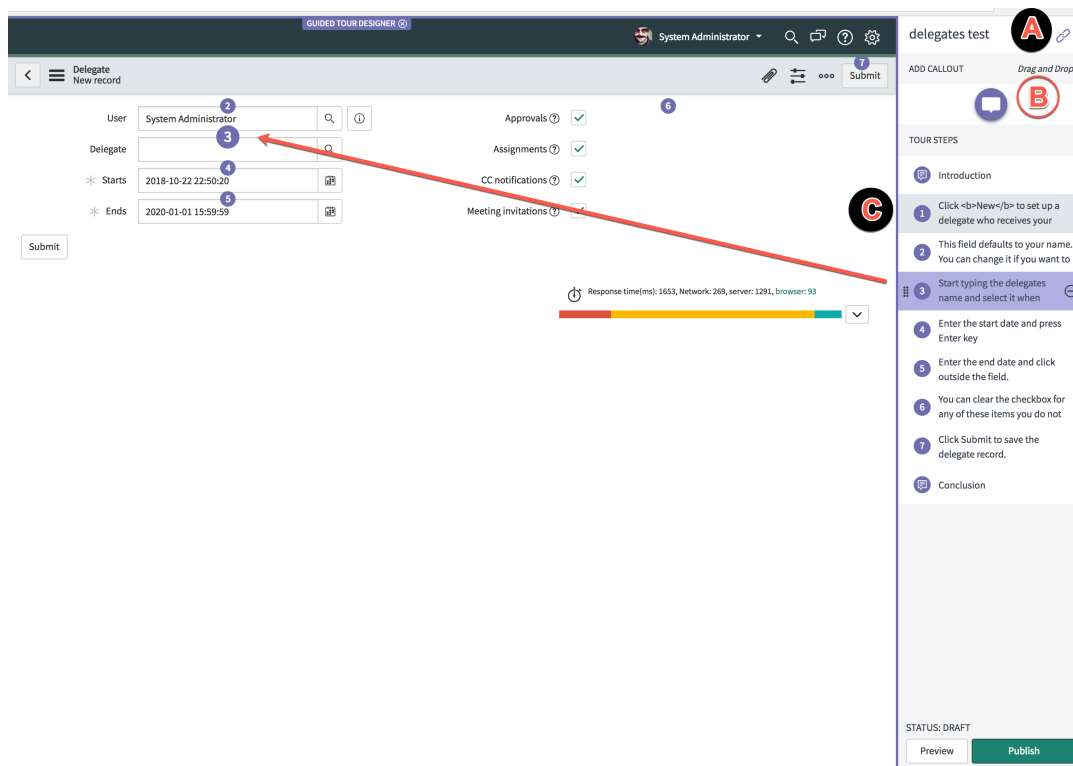 GUIDED TOUR DESIGNER
System Administrator
delegates test
A
Delegate
New record
7
Submit
ADD CALLOUT
Drag and Drop
B
2
User
System Administrator
6
Approvals
3
Delegate
Assignments
4
Starts
2018-10-22 22:50:20
CC notifications
5
Ends
2020-01-01 15:59:59
Meeting invitations
C
Submit
Response time(ms): 1653, Network: 269, server: 1291, browser: 93
TOUR STEPS
Introduction
1
Click <b>New</b> to set up a
delegate who receives your
2
This field defaults to your name.
You can change it if you want to
3
Start typing the delegates
name and select it when
4
Enter the start date and press
Enter key
5
Enter the end date and click
outside the field.
6
You can clear the checkbox for
any of these items you do not
7
Click Submit to save the
delegate record.
Conclusion
STATUS: DRAFT
Preview
Publish